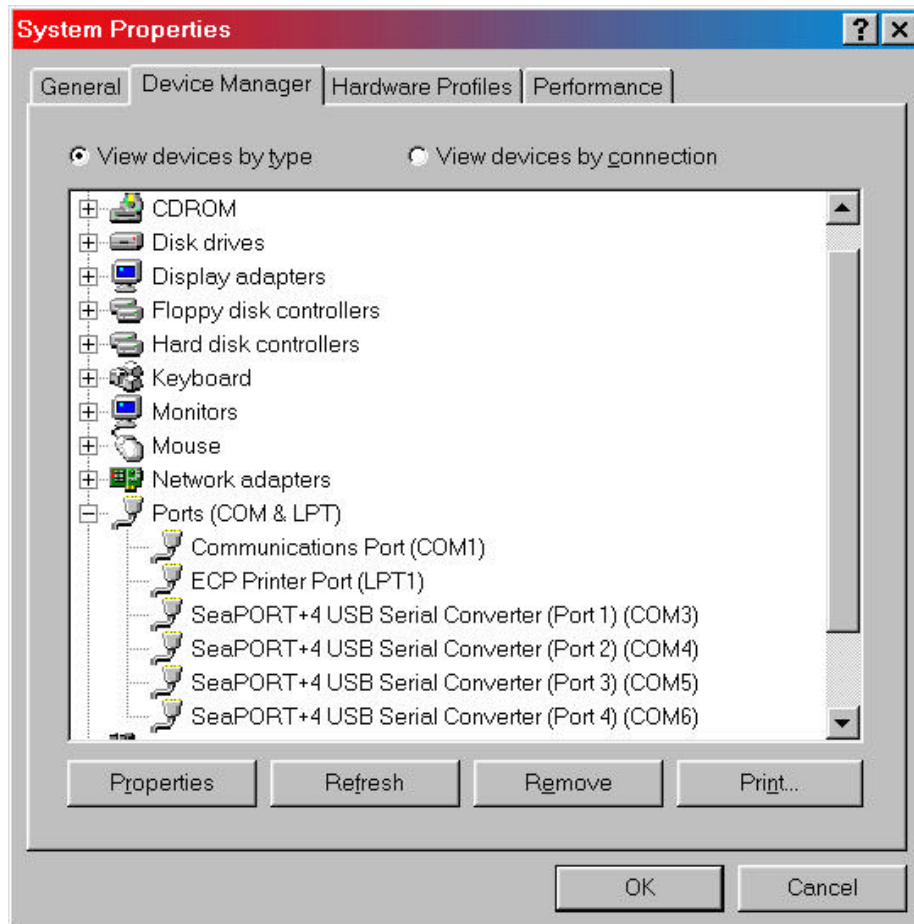 System Properties
General Device Manager Hardware Profiles Performance
View devices by type View devices by connection
CDROM
Disk drives
Display adapters
Floppy disk controllers
Hard disk controllers
Keyboard
Monitors
Mouse
Network adapters
Ports (COM & LPT)
Communications Port (COM1)
ECP Printer Port (LPT1)
SeaPORT+4 USB Serial Converter (Port 1) (COM3)
SeaPORT+4 USB Serial Converter (Port 2) (COM4)
SeaPORT+4 USB Serial Converter (Port 3) (COM5)
SeaPORT+4 USB Serial Converter (Port 4) (COM6)
Properties Refresh Remove Print...
OK Cancel